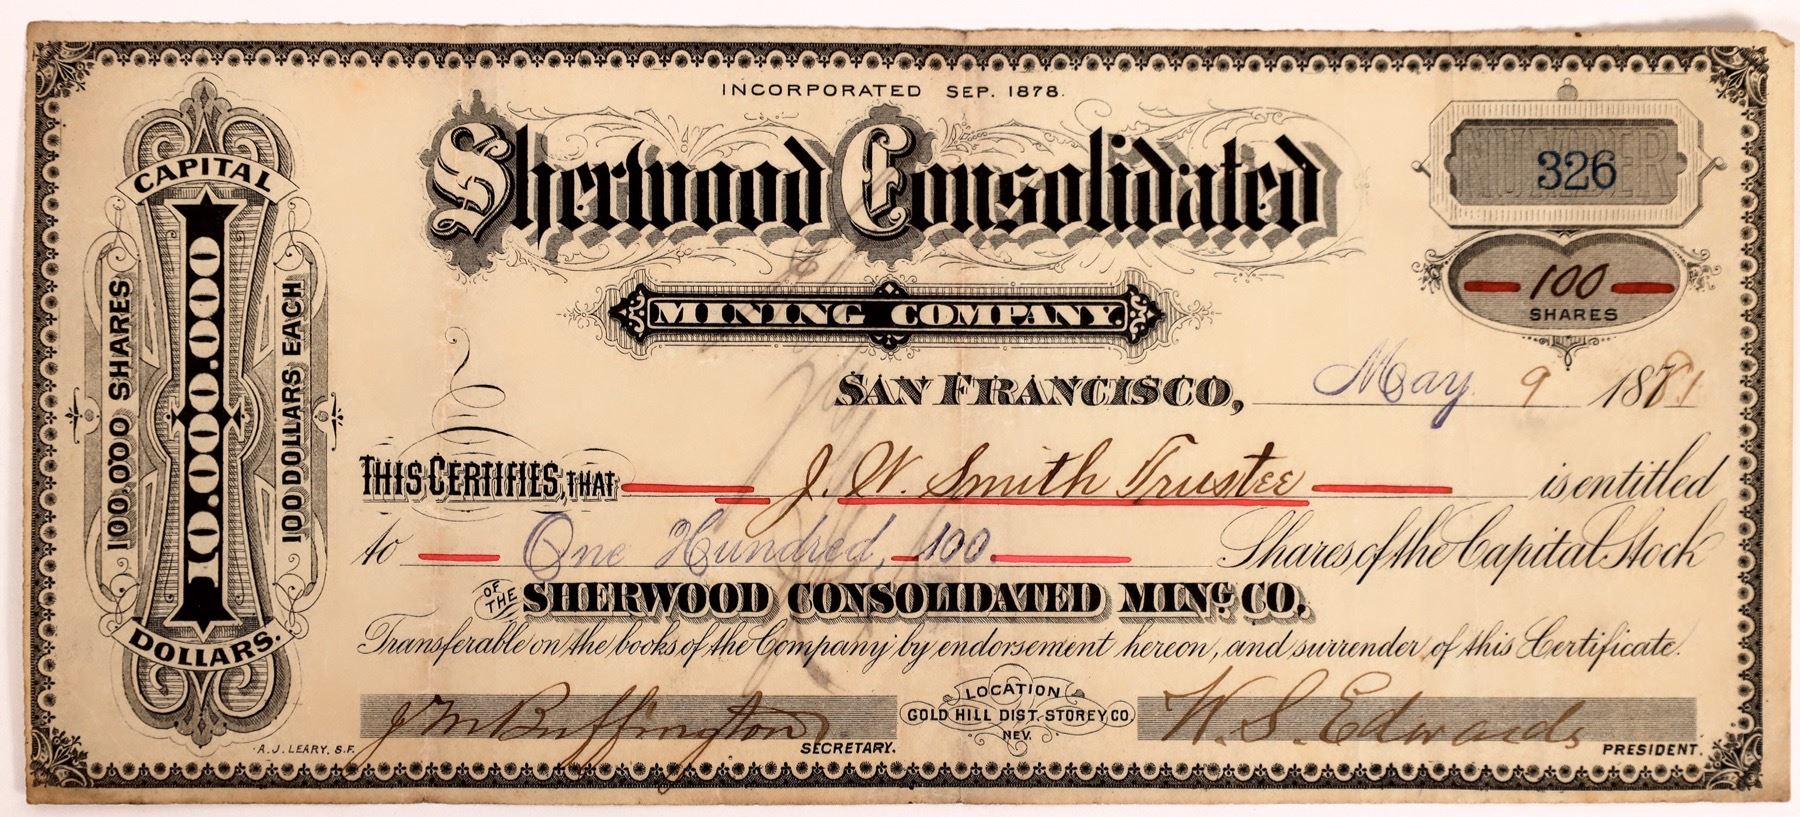 INCORPORATED SEP. 1878.
Sherwood Consolidated
MINING COMPANY.
NUMBER
326
100
SHARES
CAPITAL
10.000.000
DOLLARS.
100,000 SHARES
100 DOLLARS EACH
SAN FRANCISCO, May 9 1881
THIS CERTIFIES, THAT J. W. Smith Trustee is entitled
to One Hundred, 100 Shares of the Capital Stock
OF THE SHERWOOD CONSOLIDATED MING. CO.
Transferable on the books of the Company by endorsement hereon, and surrender of this Certificate.
J M Buffington
SECRETARY.
LOCATION
GOLD HILL DIST. STOREY CO.
NEV.
W. S. Edwards
PRESIDENT.
A.J. LEARY, S.F.